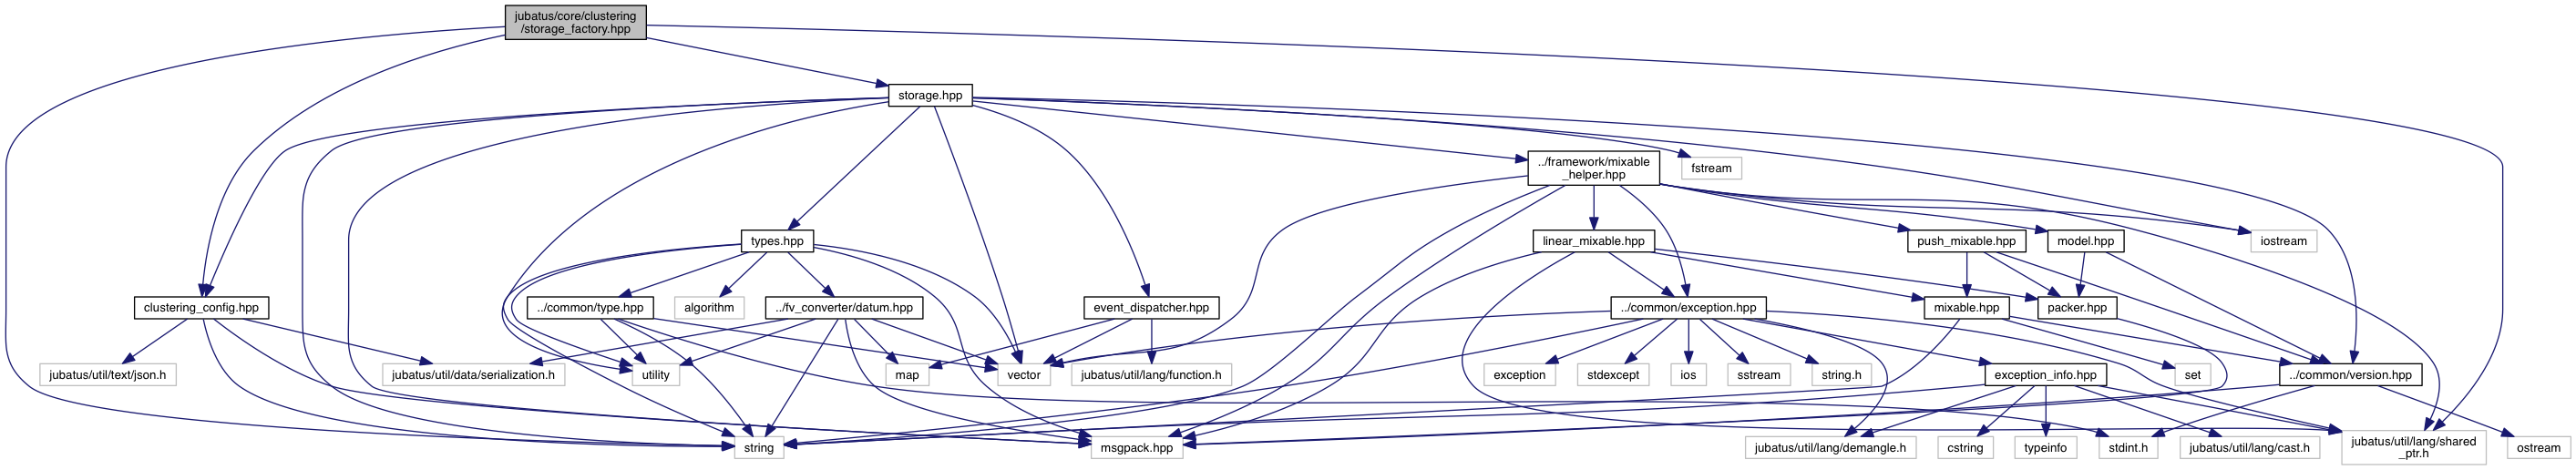 jubatus/core/clustering
/storage_factory.hpp
storage.hpp
../framework/mixable
_helper.hpp
fstream
types.hpp
linear_mixable.hpp
push_mixable.hpp
model.hpp
iostream
clustering_config.hpp
../common/type.hpp
algorithm
../fv_converter/datum.hpp
event_dispatcher.hpp
../common/exception.hpp
mixable.hpp
packer.hpp
jubatus/util/text/json.h
jubatus/util/data/serialization.h
utility
map
vector
jubatus/util/lang/function.h
exception
stdexcept
ios
sstream
string.h
exception_info.hpp
set
../common/version.hpp
string
msgpack.hpp
jubatus/util/lang/demangle.h
cstring
typeinfo
stdint.h
jubatus/util/lang/cast.h
jubatus/util/lang/shared
_ptr.h
ostream